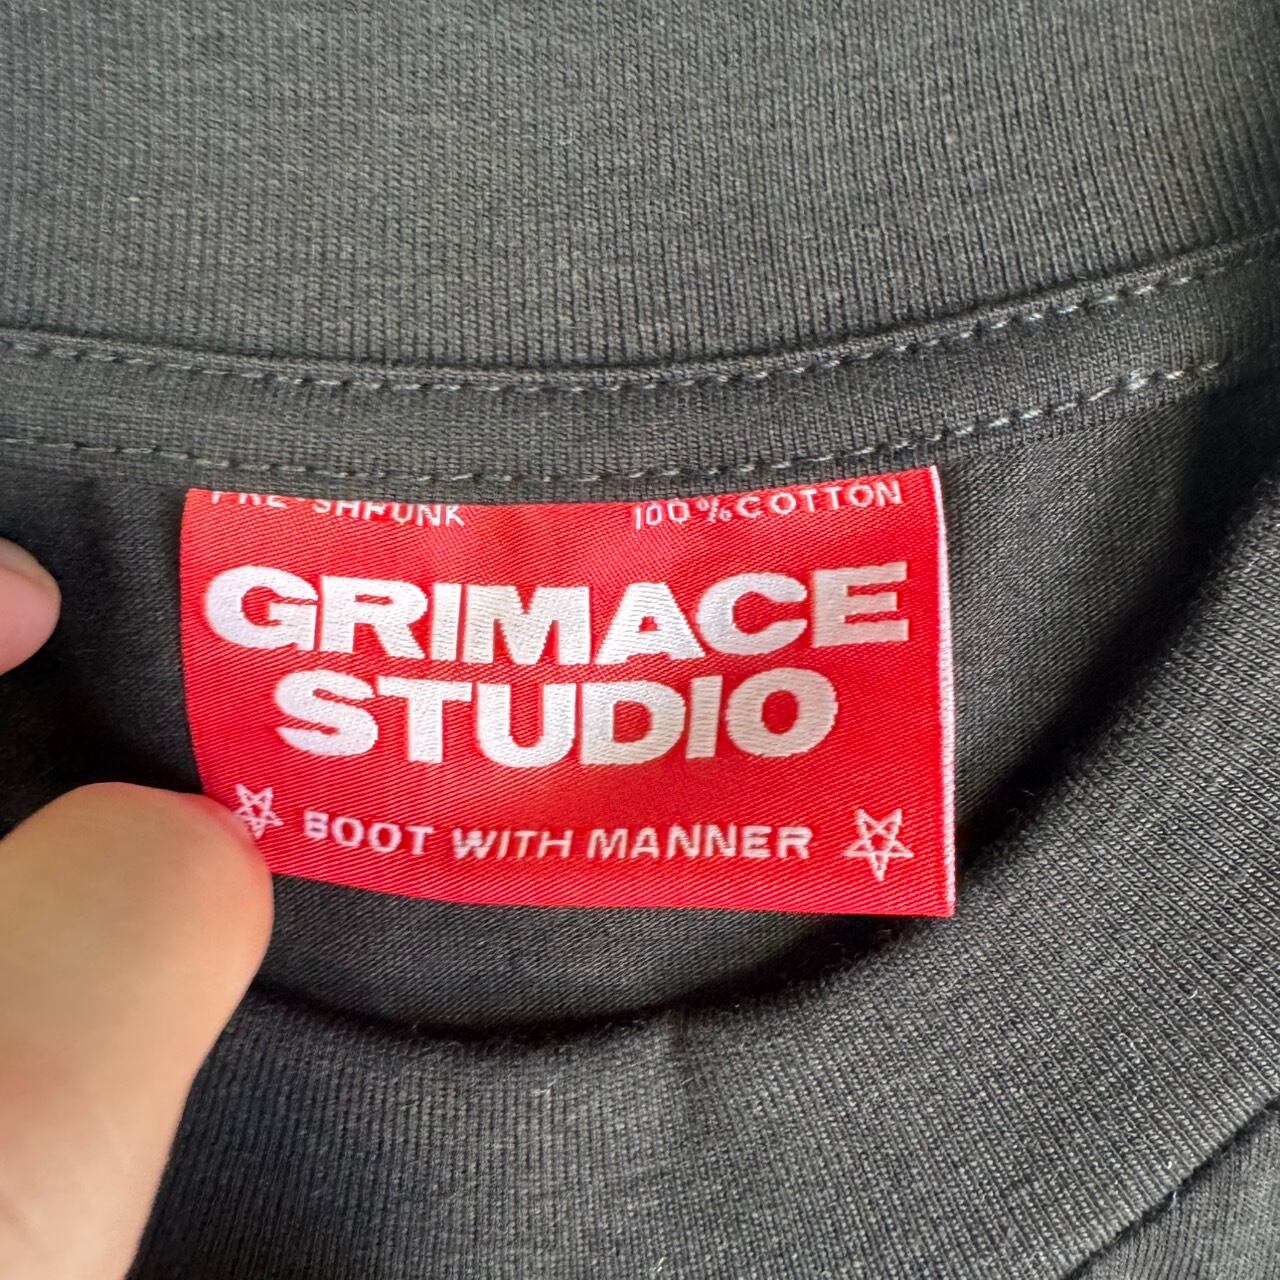 PRE-SHRUNK 100% COTTON
GRIMACE
STUDIO
BOOT WITH MANNER